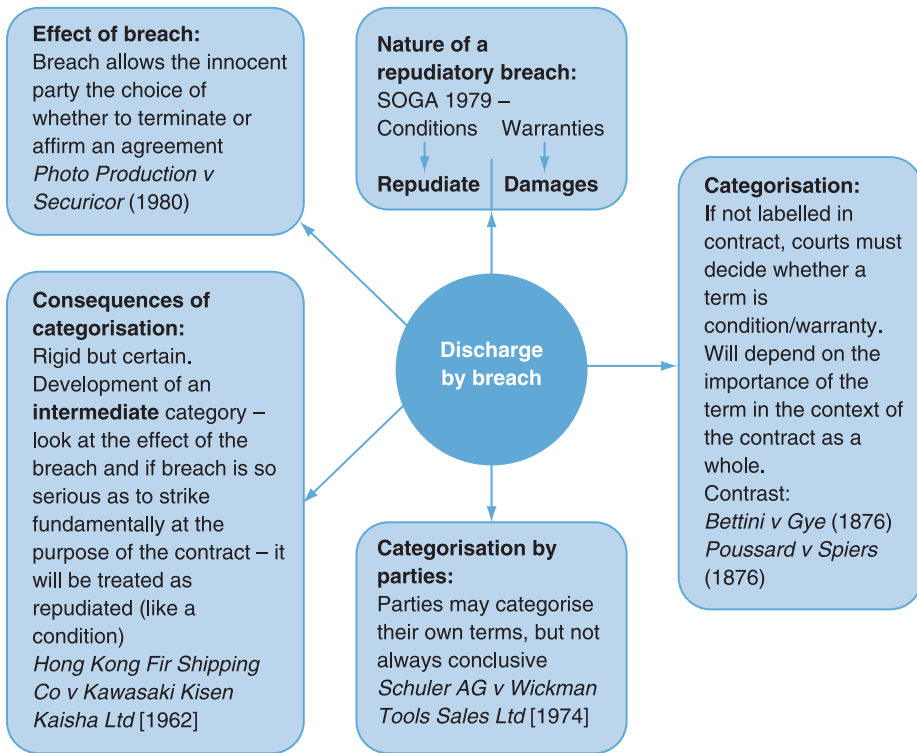 Effect of breach:
Breach allows the innocent
party the choice of
whether to terminate or
affirm an agreement
Photo Production v
Securicor (1980)
Nature of a
repudiatory breach:
SOGA 1979 –
Conditions Warranties
Repudiate Damages
Categorisation:
If not labelled in
contract, courts must
decide whether a
term is
condition/warranty.
Will depend on the
importance of the
term in the context of
the contract as a
whole.
Contrast:
Bettini v Gye (1876)
Poussard v Spiers
(1876)
Consequences of
categorisation:
Rigid but certain.
Development of an
intermediate category –
look at the effect of the
breach and if breach is so
serious as to strike
fundamentally at the
purpose of the contract – it
will be treated as
repudiated (like a
condition)
Hong Kong Fir Shipping
Co v Kawasaki Kisen
Kaisha Ltd [1962]
Discharge
by breach
Categorisation by
parties:
Parties may categorise
their own terms, but not
always conclusive
Schuler AG v Wickman
Tools Sales Ltd [1974]